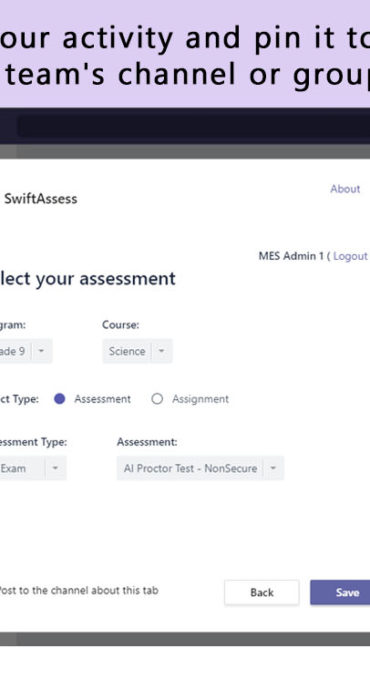 our activity and pin it to
team's channel or group
SwiftAssess
About
MES Admin 1 ( Logout
lect your assessment
gram:
Course:
ade 9
Science
ct Type:
Assessment
Assignment
essment Type:
Assessment:
Exam
AI Proctor Test - NonSecure
ost to the channel about this tab
Back
Save